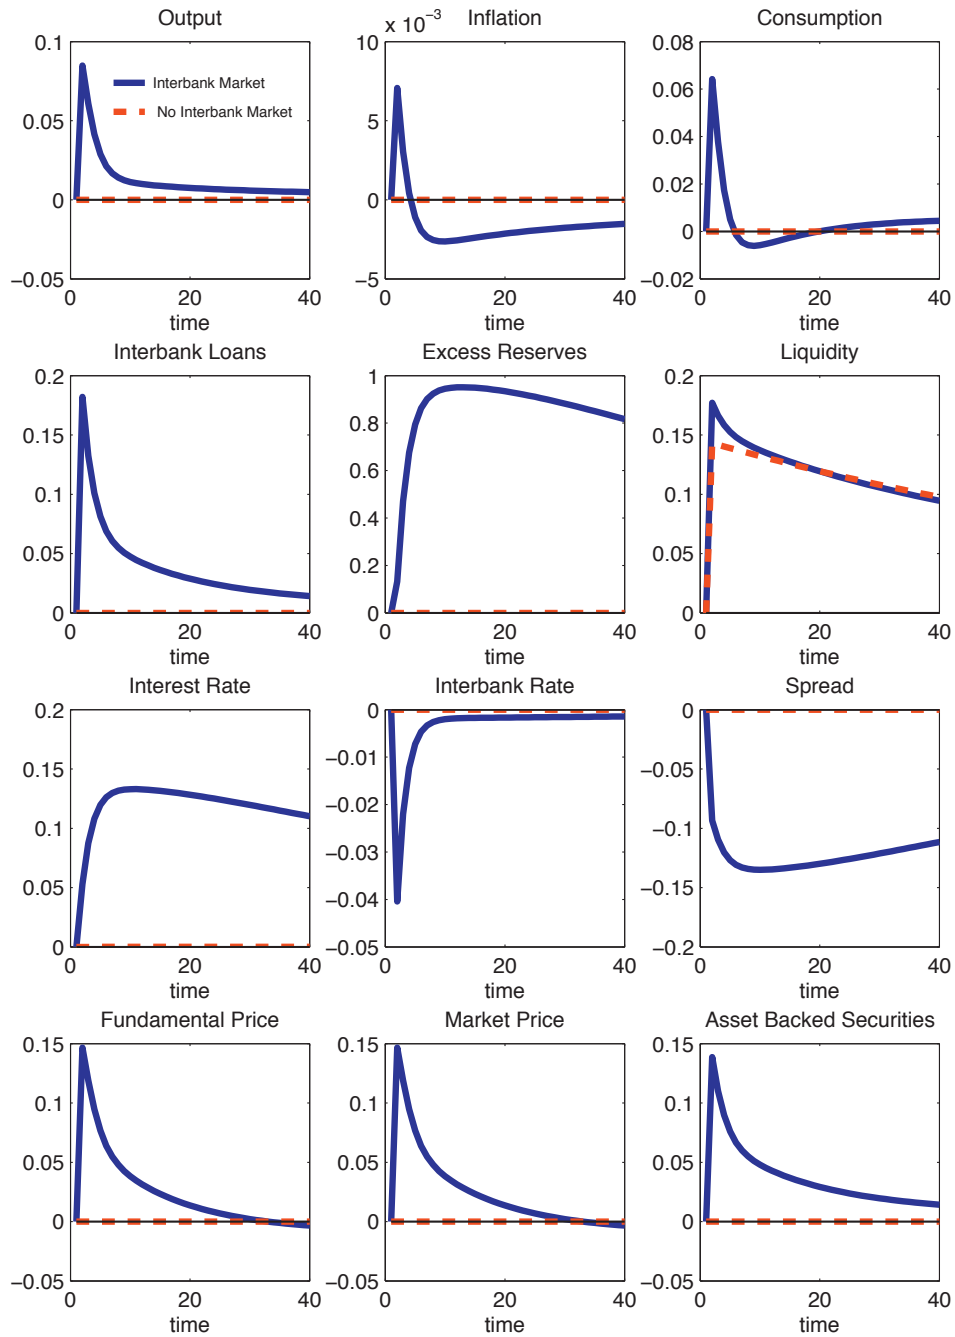 Output
0.1
0.05
0
−0.05
0 20 40
time
Interbank Market
No Interbank Market
x 10−3
Inflation
10
5
0
−5
0 20 40
time
Consumption
0.08
0.06
0.04
0.02
0
−0.02
0 20 40
time
Interbank Loans
0.2
0.15
0.1
0.05
0
0 20 40
time
Excess Reserves
1
0.8
0.6
0.4
0.2
0
0 20 40
time
Liquidity
0.2
0.15
0.1
0.05
0
0 20 40
time
Interest Rate
0.2
0.15
0.1
0.05
0
0 20 40
time
Interbank Rate
0
−0.01
−0.02
−0.03
−0.04
−0.05
0 20 40
time
Spread
0
−0.05
−0.1
−0.15
−0.2
0 20 40
time
Fundamental Price
0.15
0.1
0.05
0
−0.05
0 20 40
time
Market Price
0.15
0.1
0.05
0
−0.05
0 20 40
time
Asset Backed Securities
0.15
0.1
0.05
0
−0.05
0 20 40
time